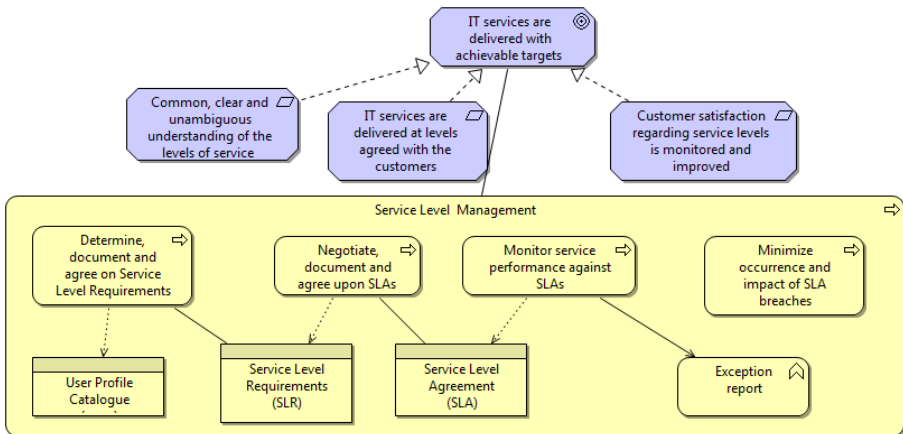 IT services are
delivered with
achievable targets
Common, clear and
unambiguous
understanding of the
levels of service
IT services are
delivered at levels
agreed with the
customers
Customer satisfaction
regarding service levels
is monitored and
improved
Service Level Management
Determine,
document and
agree on Service
Level Requirements
Negotiate,
document and
agree upon SLAs
Monitor service
performance against
SLAs
Minimize
occurrence and
impact of SLA
breaches
User Profile
Catalogue
Service Level
Requirements
(SLR)
Service Level
Agreement
(SLA)
Exception
report